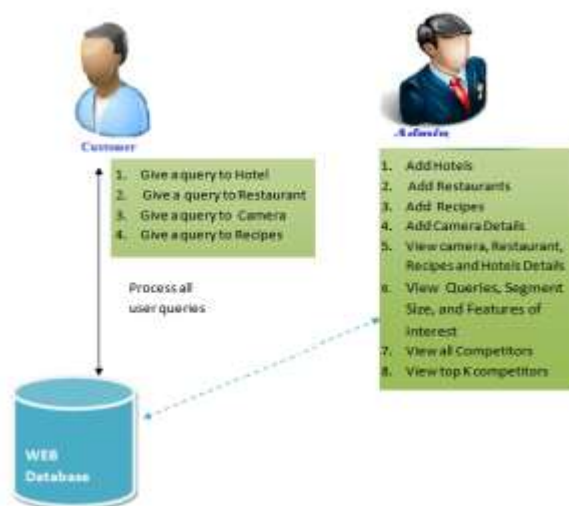 Customer
Admin
1. Give a query to Hotel
2. Give a query to Restaurant
3. Give a query to Camera
4. Give a query to Recipes
1. Add Hotels
2. Add Restaurants
3. Add Recipes
4. Add Camera Details
5. View camera, Restaurant,
Recipes and Hotels Details
6. View Queries, Segment
Size, and Features of
Interest
7. View all Competitors
8. View top K competitors
Process all
user queries
WEB
Database